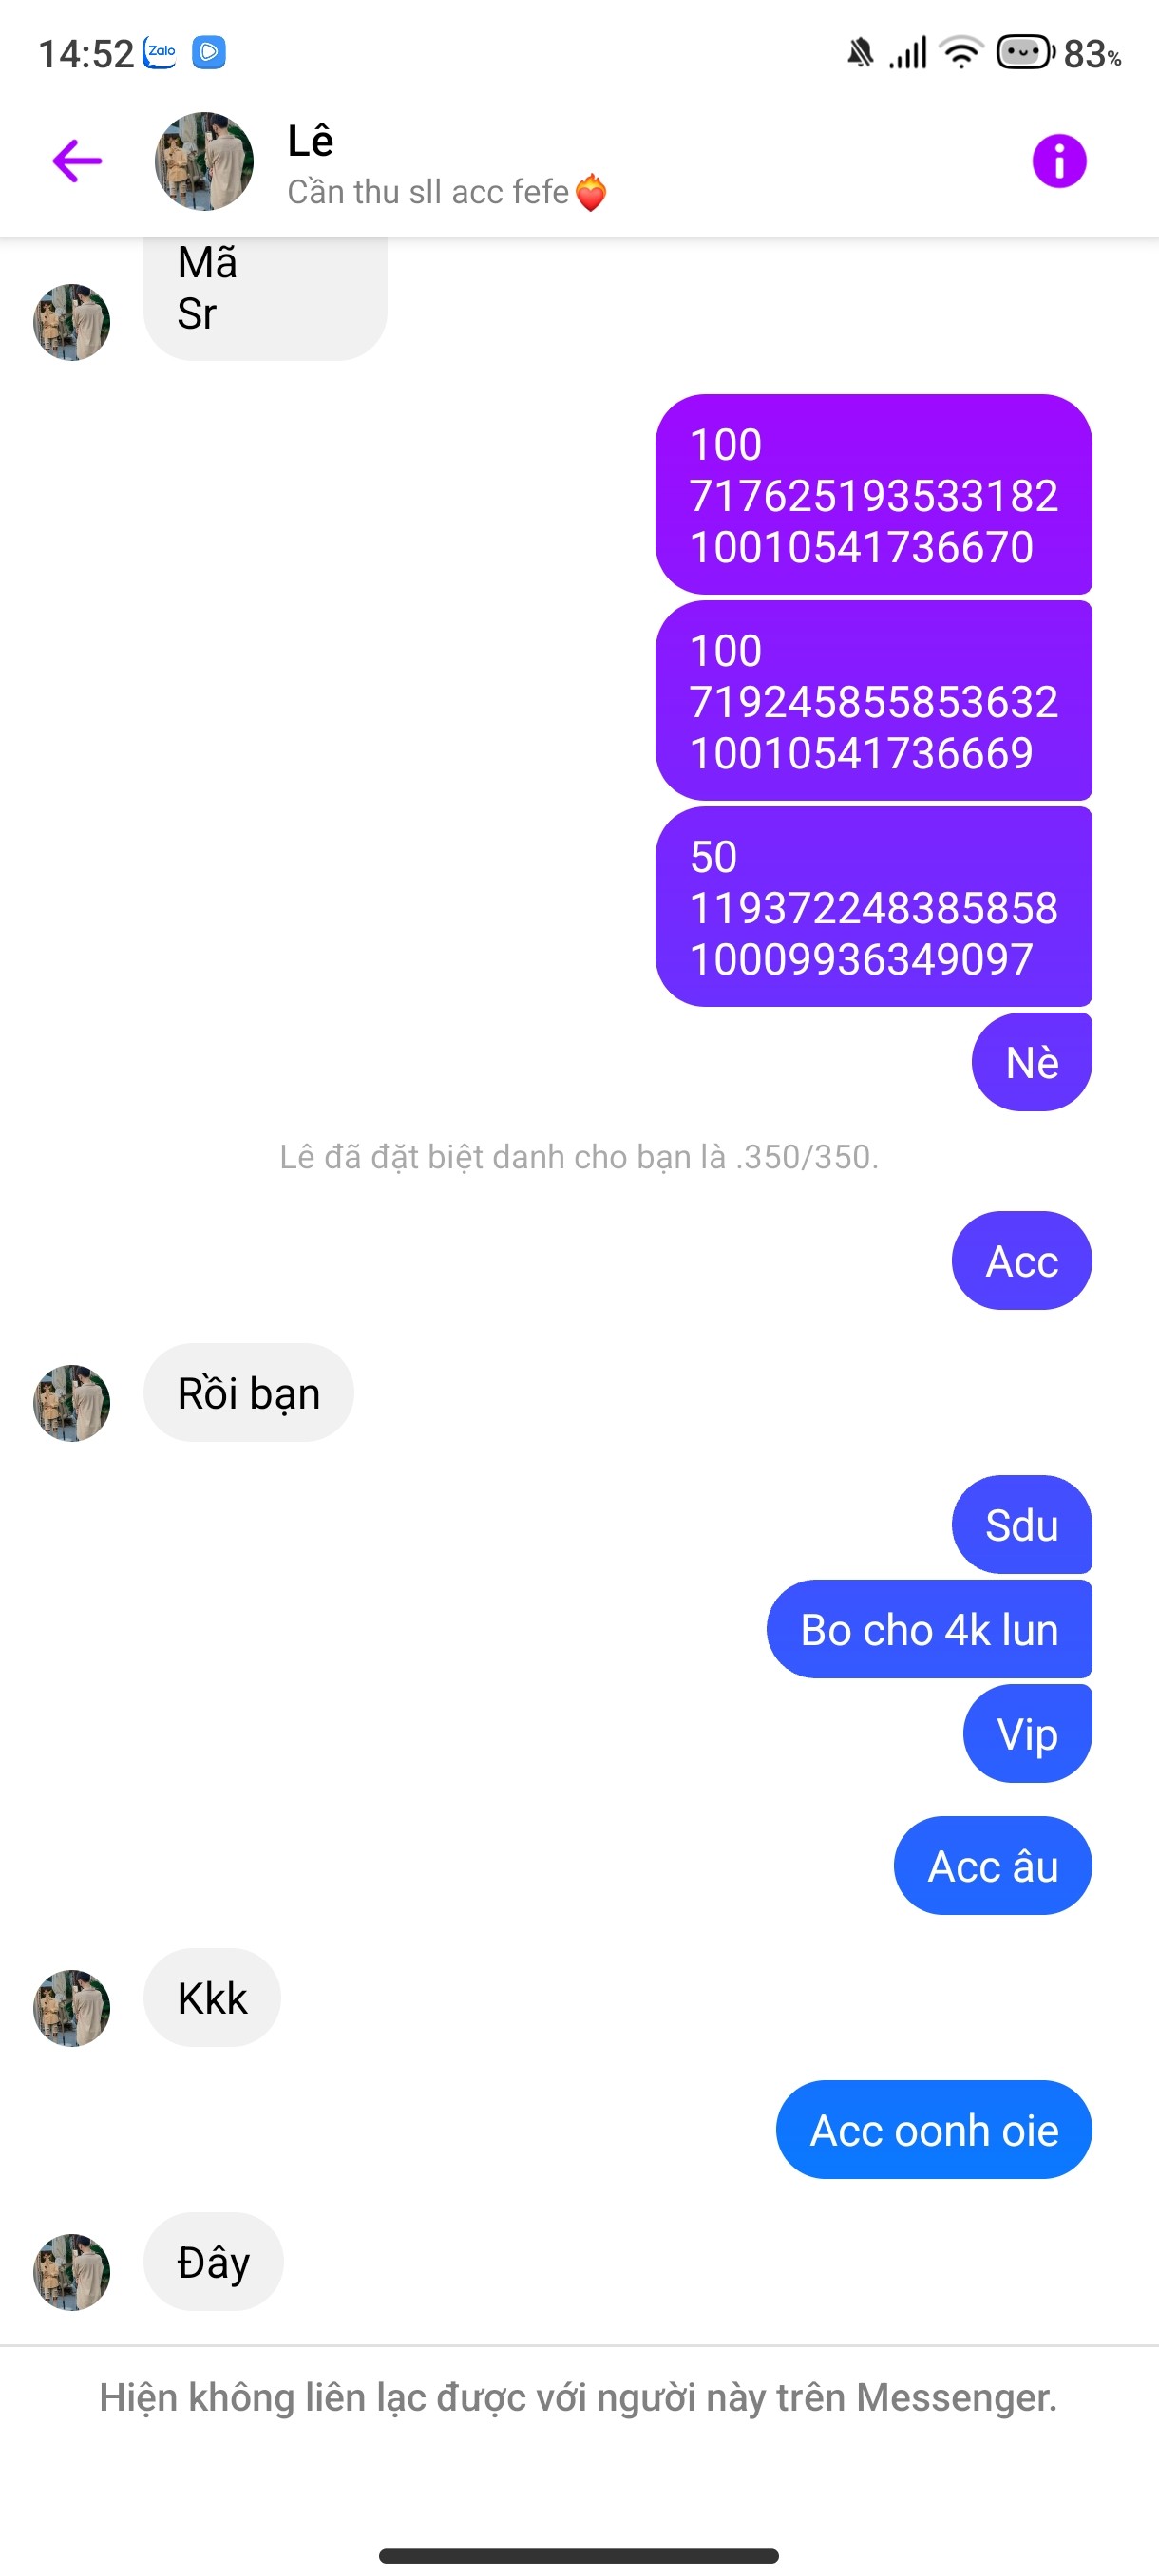 14:52 Zalo 83%
Lê
Cần thu sll acc fefe❤️‍🔥
Mã
Sr
100
717625193533182
10010541736670
100
719245855853632
10010541736669
50
119372248385858
10009936349097
Nè
Lê đã đặt biệt danh cho bạn là .350/350.
Acc
Rồi bạn
Sdu
Bo cho 4k lun
Vip
Acc âu
Kkk
Acc oonh oie
Đây
Hiện không liên lạc được với người này trên Messenger.